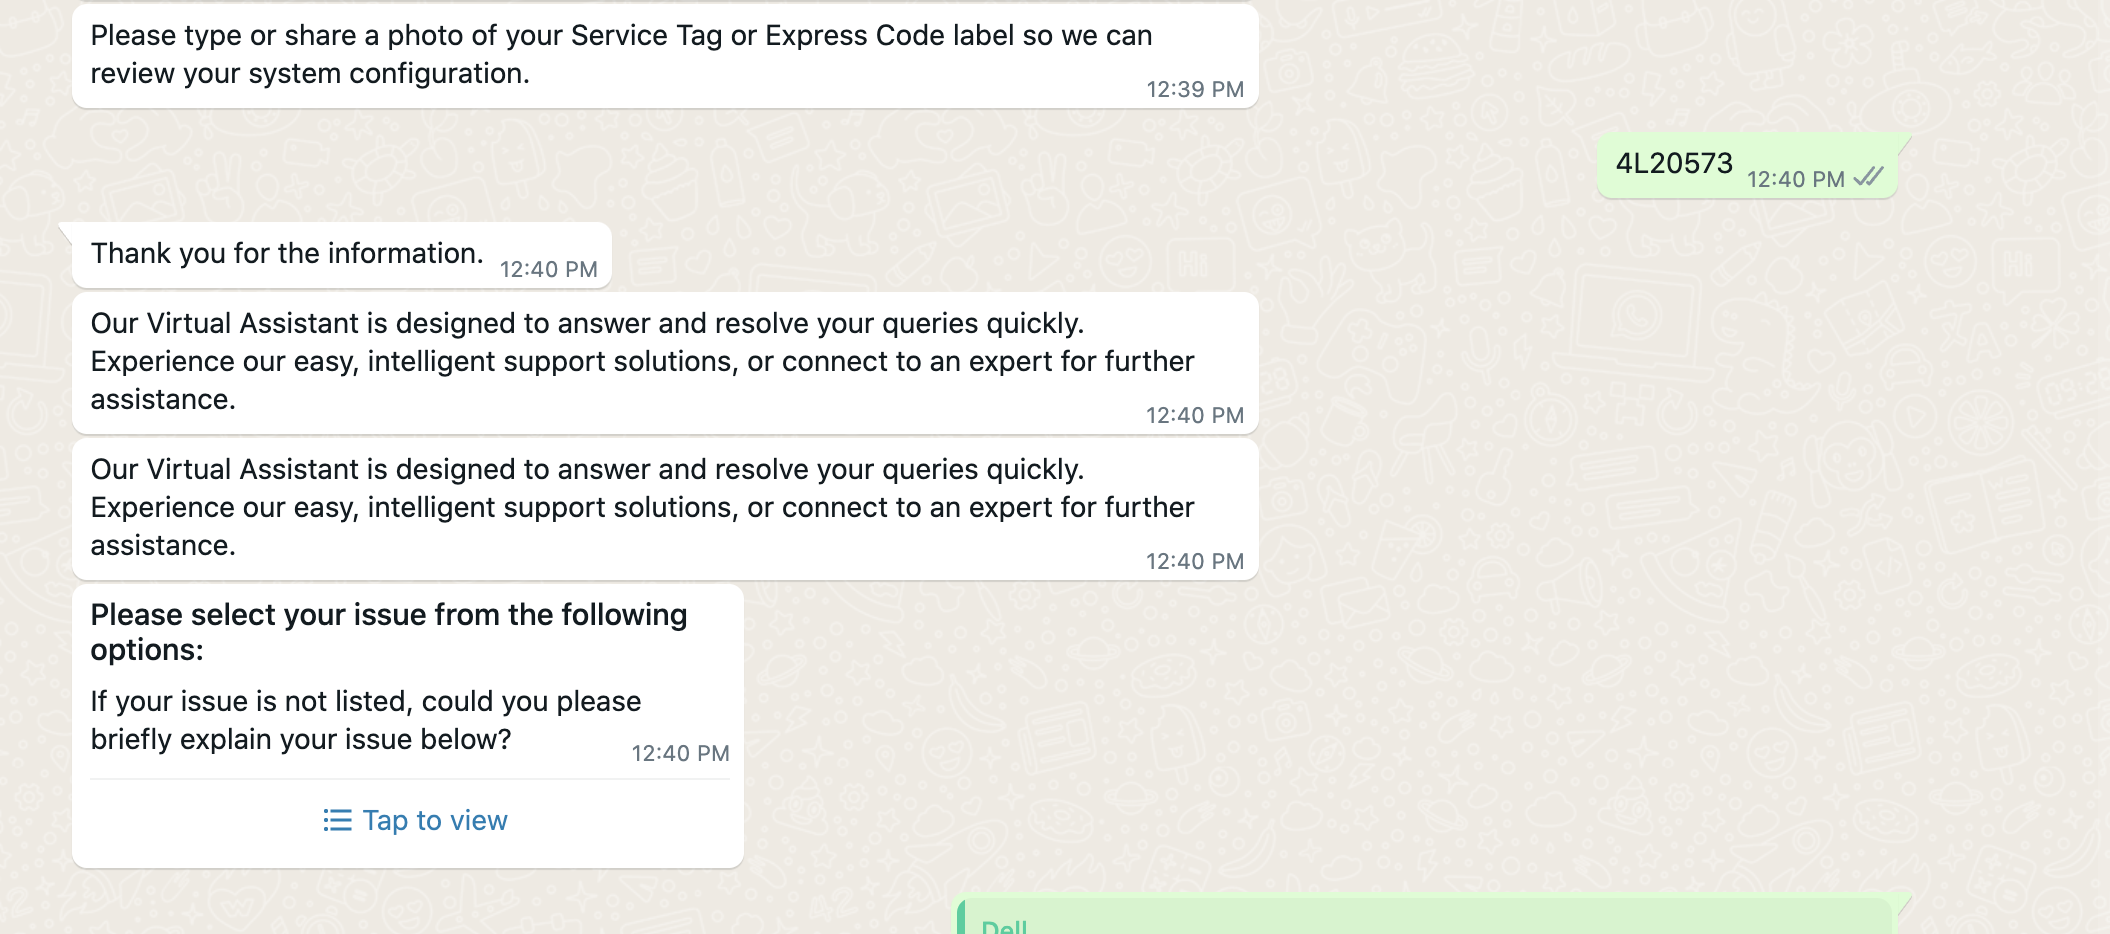 Please type or share a photo of your Service Tag or Express Code label so we can
review your system configuration.
12:39 PM
4L20573
12:40 PM
Thank you for the information.
12:40 PM
Our Virtual Assistant is designed to answer and resolve your queries quickly.
Experience our easy, intelligent support solutions, or connect to an expert for further
assistance.
12:40 PM
Our Virtual Assistant is designed to answer and resolve your queries quickly.
Experience our easy, intelligent support solutions, or connect to an expert for further
assistance.
12:40 PM
Please select your issue from the following
options:
If your issue is not listed, could you please
briefly explain your issue below?
12:40 PM
Tap to view
Dell